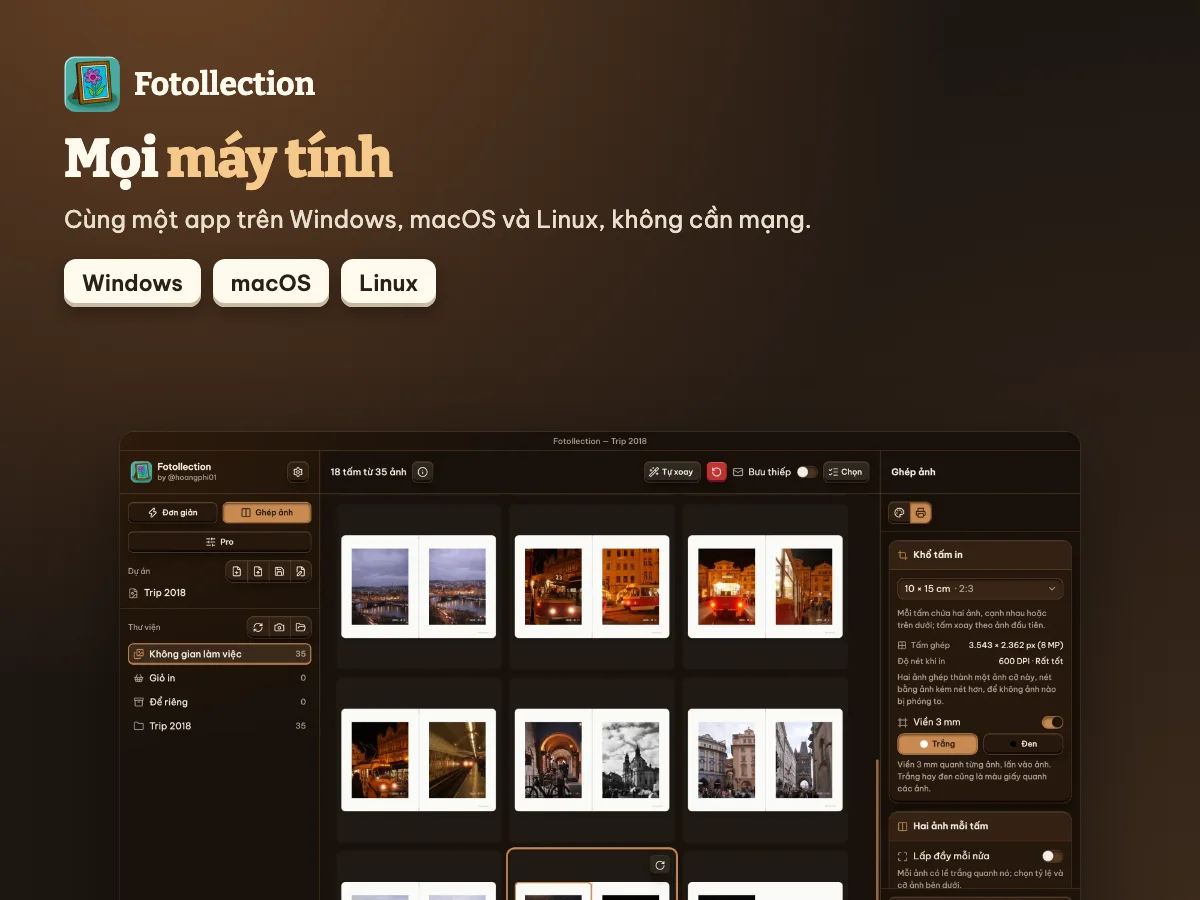 Fotollection
Mọi máy tính
Cùng một app trên Windows, macOS và Linux, không cần mạng.
Windows
macOS
Linux
Fotollection — Trip 2018
Fotollection
by @hoangphi01
18 tấm từ 35 ảnh
Tự xoay
Bưu thiếp
Chọn
Ghép ảnh
Đơn giản
Ghép ảnh
Pro
Dự án
Trip 2018
Thư viện
Không gian làm việc 35
Giỏ in 0
Để riêng 0
Trip 2018 35
Khổ tấm in
10 × 15 cm · 2:3
Mỗi tấm chứa hai ảnh, cạnh nhau hoặc
trên dưới; tấm xoay theo ảnh đầu tiên.
Tấm ghép 3.543 × 2.362 px (8 MP)
Độ nét khi in 600 DPI · Rất tốt
Hai ảnh ghép thành một ảnh cỡ này, nét
bằng ảnh kém nét hơn, để không ảnh nào
bị phóng to.
Viền 3 mm
Trắng
Đen
Viền 3 mm quanh từng ảnh, lấn vào ảnh.
Trắng hay đen cũng là màu giấy quanh
các ảnh.
Hai ảnh mỗi tấm
Lấp đầy mỗi nửa
Mỗi ảnh có lề trắng quanh nó; chọn tỷ lệ và
cỡ ảnh bên dưới.